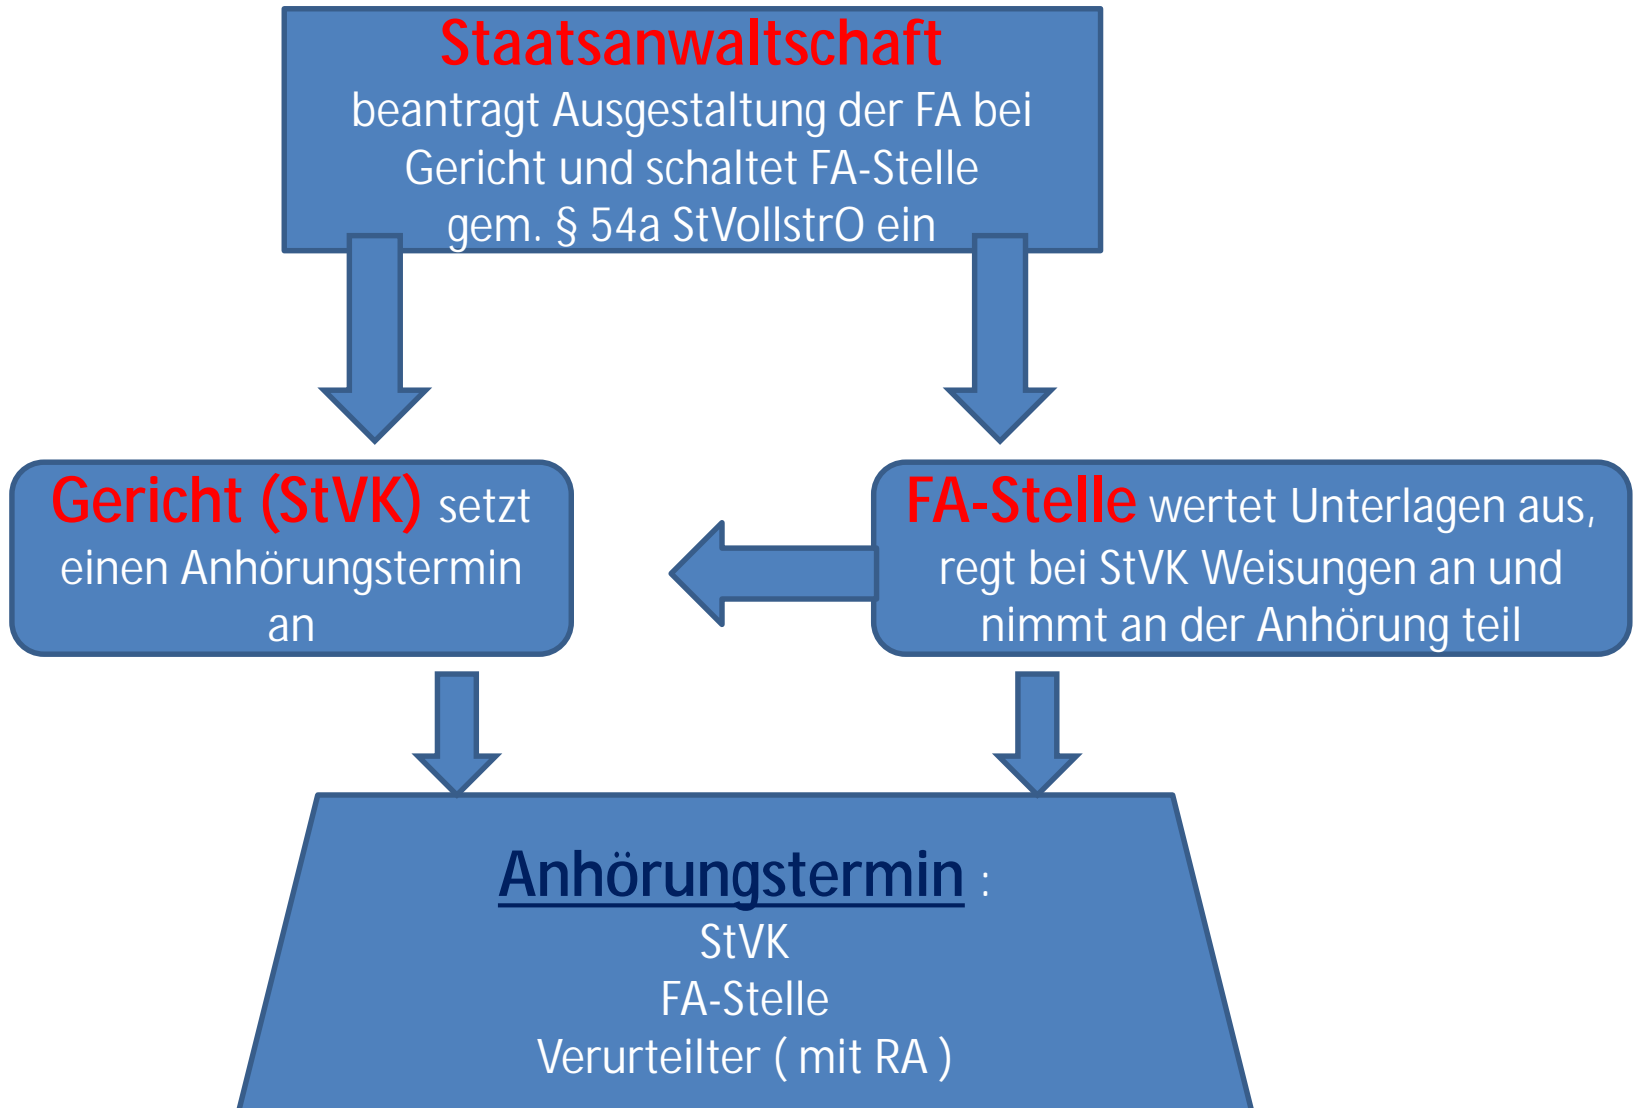 Staatsanwaltschaft
beantragt Ausgestaltung der FA bei
Gericht und schaltet FA-Stelle
gem. § 54a StVollstrO ein
Gericht (StVK) setzt
einen Anhörungstermin
an
FA-Stelle wertet Unterlagen aus,
regt bei StVK Weisungen an und
nimmt an der Anhörung teil
Anhörungstermin :
StVK
FA-Stelle
Verurteilter ( mit RA )